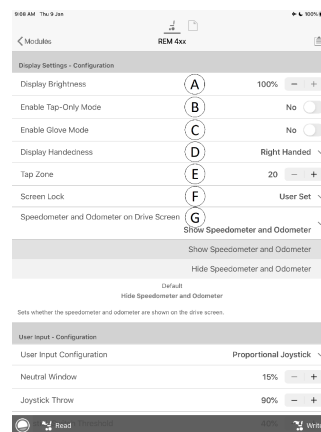 9:08 AM Thu 9 Jan 100%
Modules REM 4xx
Display Settings - Configuration
Display Brightness A 100% − +
Enable Tap-Only Mode B No
Enable Glove Mode C No
Display Handedness D Right Handed
Tap Zone E 20 − +
Screen Lock F User Set
Speedometer and Odometer on Drive Screen G
Show Speedometer and Odometer
Show Speedometer and Odometer
Hide Speedometer and Odometer
Default
Hide Speedometer and Odometer
Sets whether the speedometer and odometer are shown on the drive screen.
User Input - Configuration
User Input Configuration Proportional Joystick
Neutral Window 15% − +
Joystick Throw 90% − +
Read Threshold Write